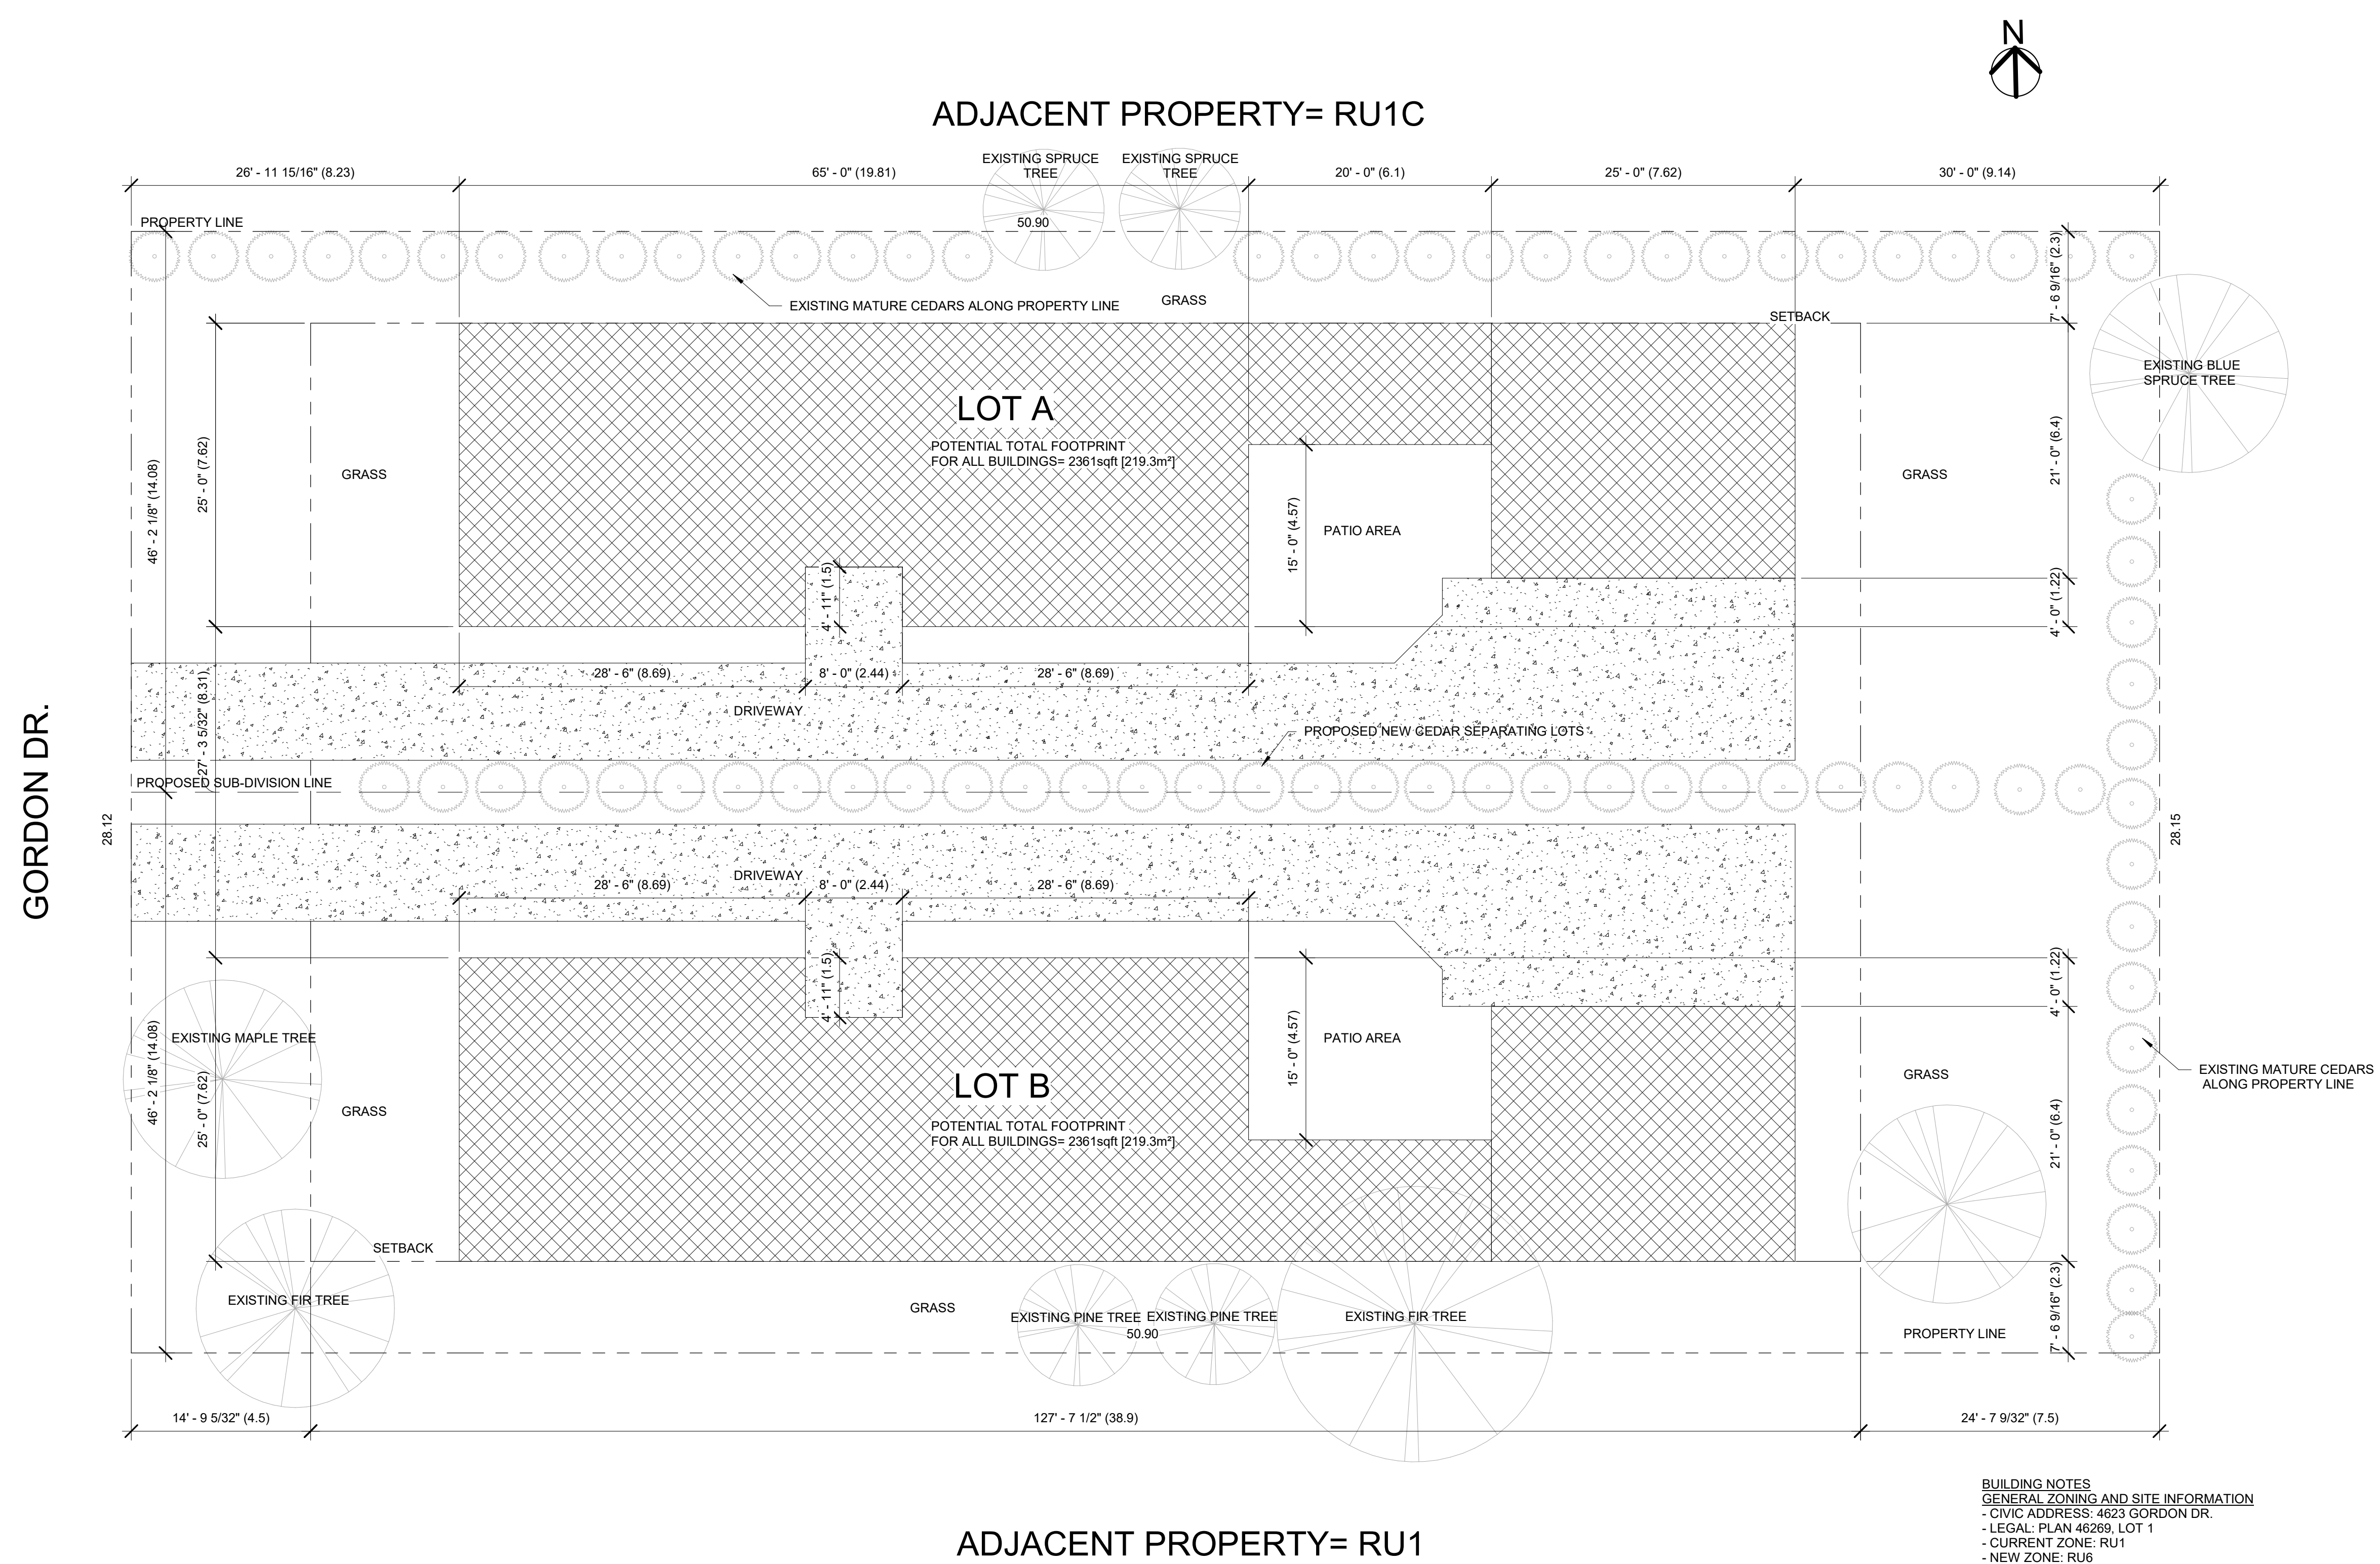 N
ADJACENT PROPERTY= RU1C
EXISTING SPRUCE
TREE
EXISTING SPRUCE
TREE
26' - 11 15/16" (8.23)
65' - 0" (19.81)
20' - 0" (6.1)
25' - 0" (7.62)
30' - 0" (9.14)
PROPERTY LINE
50.90
7' - 6 9/16" (2.3)
EXISTING MATURE CEDARS ALONG PROPERTY LINE
GRASS
SETBACK
EXISTING BLUE
SPRUCE TREE
LOT A
POTENTIAL TOTAL FOOTPRINT
FOR ALL BUILDINGS= 2361sqft [219.3m²]
46' - 2 1/8" (14.08)
25' - 0" (7.62)
GRASS
15' - 0" (4.57)
PATIO AREA
GRASS
21' - 0" (6.4)
4' - 11" (1.5)
4' - 0" (1.22)
28' - 6" (8.69)
8' - 0" (2.44)
28' - 6" (8.69)
27' - 3 5/32" (8.31)
DRIVEWAY
PROPOSED NEW CEDAR SEPARATING LOTS
GORDON DR.
PROPOSED SUB-DIVISION LINE
28.12
28.15
DRIVEWAY
28' - 6" (8.69)
8' - 0" (2.44)
28' - 6" (8.69)
4' - 11" (1.5)
4' - 0" (1.22)
EXISTING MAPLE TREE
46' - 2 1/8" (14.08)
25' - 0" (7.62)
GRASS
15' - 0" (4.57)
PATIO AREA
LOT B
POTENTIAL TOTAL FOOTPRINT
FOR ALL BUILDINGS= 2361sqft [219.3m²]
GRASS
21' - 0" (6.4)
EXISTING MATURE CEDARS
ALONG PROPERTY LINE
SETBACK
EXISTING FIR TREE
GRASS
EXISTING PINE TREE
EXISTING PINE TREE
EXISTING FIR TREE
50.90
PROPERTY LINE
7' - 6 9/16" (2.3)
14' - 9 5/32" (4.5)
127' - 7 1/2" (38.9)
24' - 7 9/32" (7.5)
ADJACENT PROPERTY= RU1
BUILDING NOTES
GENERAL ZONING AND SITE INFORMATION
- CIVIC ADDRESS: 4623 GORDON DR.
- LEGAL: PLAN 46269, LOT 1
- CURRENT ZONE: RU1
- NEW ZONE: RU6